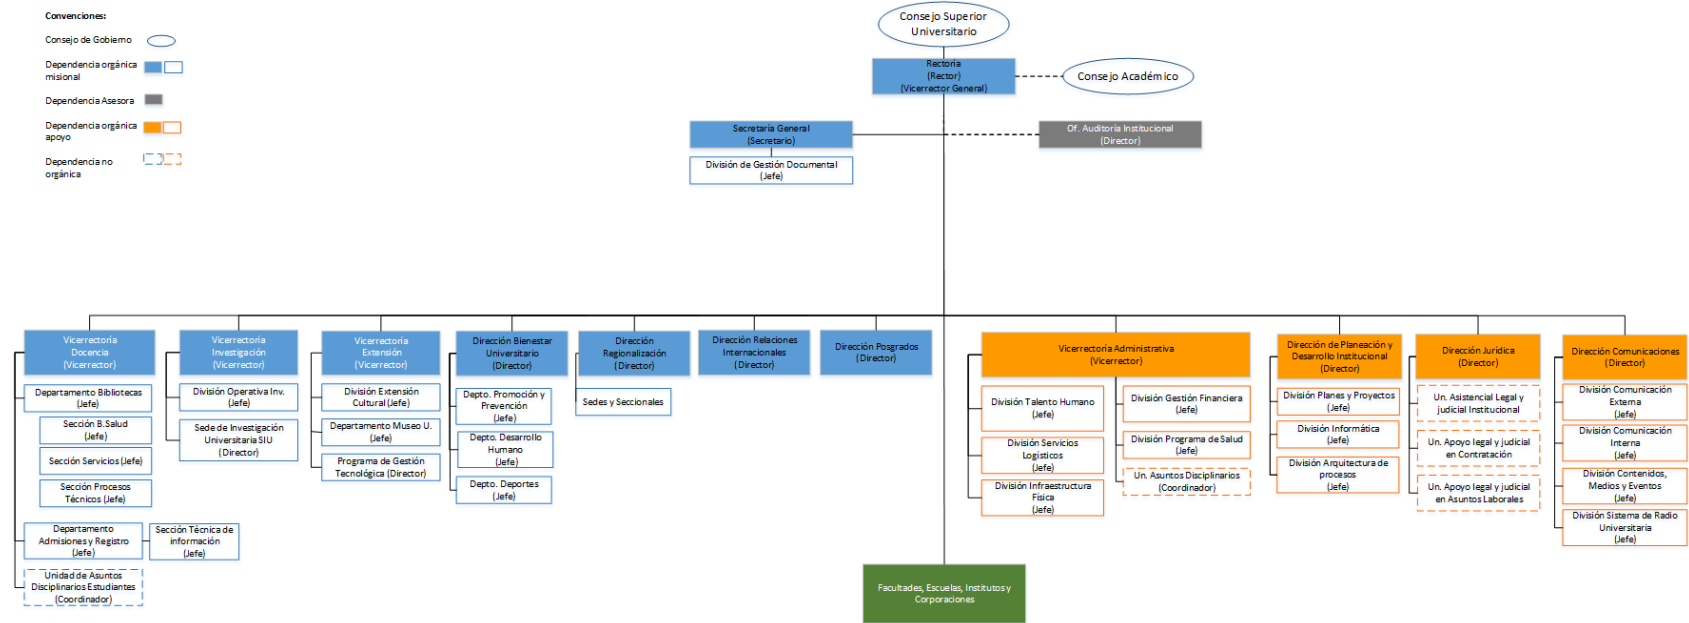 Convenciones:
Consejo de Gobierno
Dependencia orgánica
misional
Dependencia Asesora
Dependencia orgánica
apoyo
Dependencia no
orgánica
Consejo Superior
Universitario
Rectoría
(Rector)
(Vicerrector General)
Consejo Académico
Secretaría General
(Secretario)
Of. Auditoría Institucional
(Director)
División de Gestión Documental
(Jefe)
Vicerrectoría
Docencia
(Vicerrector)
Departamento Bibliotecas
(Jefe)
Sección B.Salud
(Jefe)
Sección Servicios (Jefe)
Sección Procesos
Técnicos (Jefe)
Departamento
Admisiones y Registro
(Jefe)
Sección Técnica de
información
(Jefe)
Unidad de Asuntos
Disciplinarios Estudiantes
(Coordinador)
Vicerrectoría
Investigación
(Vicerrector)
División Operativa Inv.
(Jefe)
Sede de Investigación
Universitaria SIU
(Director)
Vicerrectoría
Extensión
(Vicerrector)
División Extensión
Cultural (Jefe)
Departamento Museo U.
(Jefe)
Programa de Gestión
Tecnológica (Director)
Dirección Bienestar
Universitario
(Director)
Depto. Promoción y
Prevención
(Jefe)
Depto. Desarrollo
Humano
(Jefe)
Depto. Deportes
(Jefe)
Dirección
Regionalización
(Director)
Sedes y Seccionales
Dirección Relaciones
Internacionales
(Director)
Dirección Posgrados
(Director)
Vicerrectoría Administrativa
(Vicerrector)
División Talento Humano
(Jefe)
División Servicios
Logísticos
(Jefe)
División Infraestructura
Física
(Jefe)
División Gestión Financiera
(Jefe)
División Programa de Salud
(Jefe)
Un. Asuntos Disciplinarios
(Coordinador)
Dirección de Planeación y
Desarrollo Institucional
(Director)
División Planes y Proyectos
(Jefe)
División Informática
(Jefe)
División Arquitectura de
procesos
(Jefe)
Dirección Jurídica
(Director)
Un. Asistencial Legal y
judicial Institucional
Un. Apoyo legal y judicial
en Contratación
Un. Apoyo legal y judicial
en Asuntos Laborales
Dirección Comunicaciones
(Director)
División Comunicación
Externa
(Jefe)
División Comunicación
Interna
(Jefe)
División Contenidos,
Medios y Eventos
(Jefe)
División Sistema de Radio
Universitaria
(Jefe)
Facultades, Escuelas, Institutos y
Corporaciones